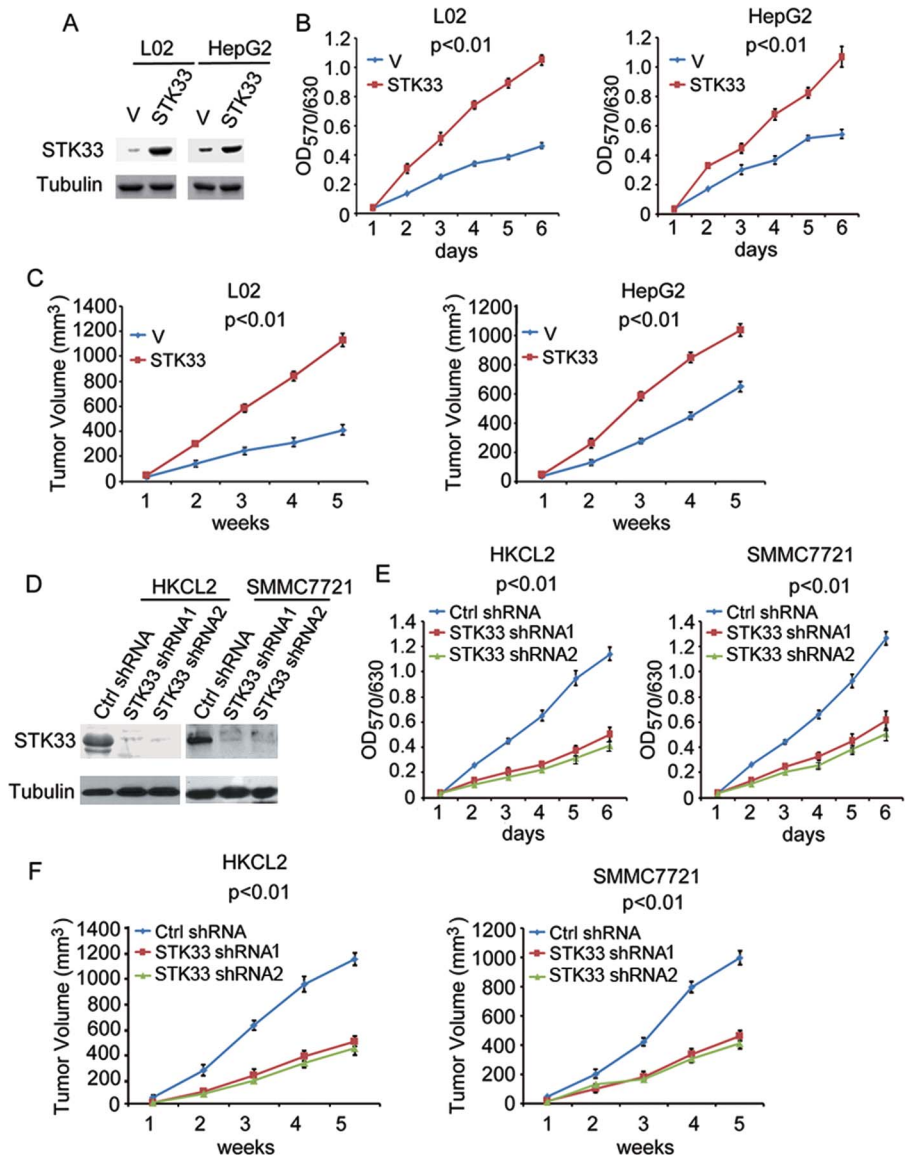 A
L02 HepG2
V STK33 V STK33
STK33
Tubulin
B
L02
p<0.01
V
STK33
OD570/630
1.2
1.0
0.8
0.6
0.4
0.2
0
1 2 3 4 5 6
days
HepG2
p<0.01
V
STK33
OD570/630
1.2
1.0
0.8
0.6
0.4
0.2
0
1 2 3 4 5 6
days
C
L02
p<0.01
V
STK33
Tumor Volume (mm3)
1400
1200
1000
800
600
400
200
0
1 2 3 4 5
weeks
HepG2
p<0.01
V
STK33
Tumor Volume (mm3)
1200
1000
800
600
400
200
0
1 2 3 4 5
weeks
D
HKCL2 SMMC7721
Ctrl shRNA STK33 shRNA1 STK33 shRNA2 Ctrl shRNA STK33 shRNA1 STK33 shRNA2
STK33
Tubulin
E
HKCL2
p<0.01
Ctrl shRNA
STK33 shRNA1
STK33 shRNA2
OD570/630
1.4
1.2
1.0
0.8
0.6
0.4
0.2
0
1 2 3 4 5 6
days
SMMC7721
p<0.01
Ctrl shRNA
STK33 shRNA1
STK33 shRNA2
OD570/630
1.4
1.2
1.0
0.8
0.6
0.4
0.2
0
1 2 3 4 5 6
days
F
HKCL2
p<0.01
Ctrl shRNA
STK33 shRNA1
STK33 shRNA2
Tumor Volume (mm3)
1400
1200
1000
800
600
400
200
0
1 2 3 4 5
weeks
SMMC7721
p<0.01
Ctrl shRNA
STK33 shRNA1
STK33 shRNA2
Tumor Volume (mm3)
1200
1000
800
600
400
200
0
1 2 3 4 5
weeks